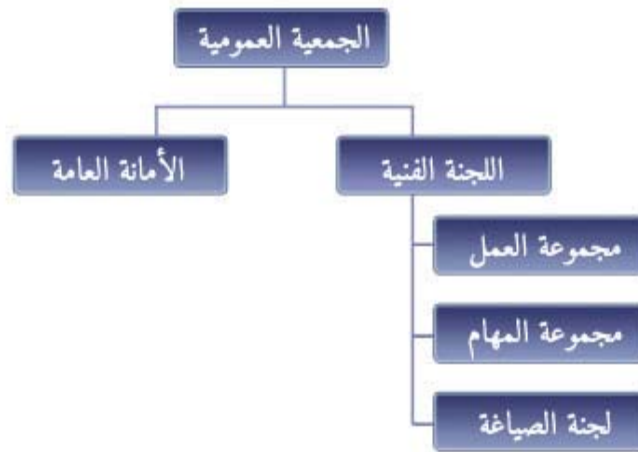 الجمعية العمومية
اللجنة الفنية
الأمانة العامة
مجموعة العمل
مجموعة المهام
لجنة الصياغة